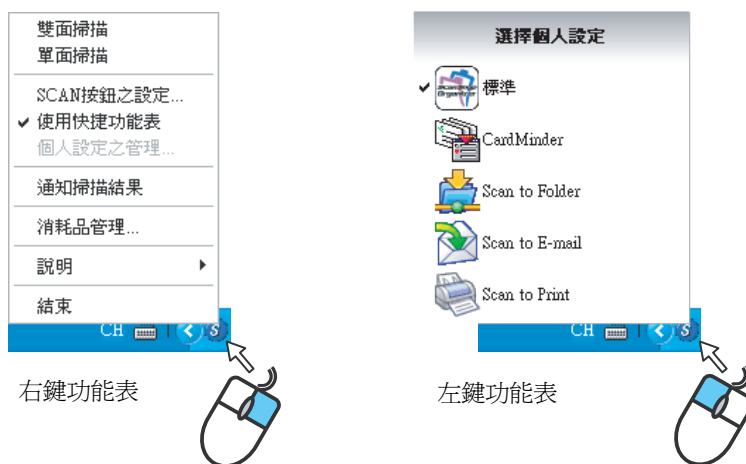 雙面掃描
單面掃描
SCAN按鈕之設定...
✓ 使用快捷功能表
個人設定之管理...
通知掃描結果
消耗品管理...
說明
結束
CH
右鍵功能表
選擇個人設定
✓ 標準
CardMinder
Scan to Folder
Scan to E-mail
Scan to Print
CH
左鍵功能表